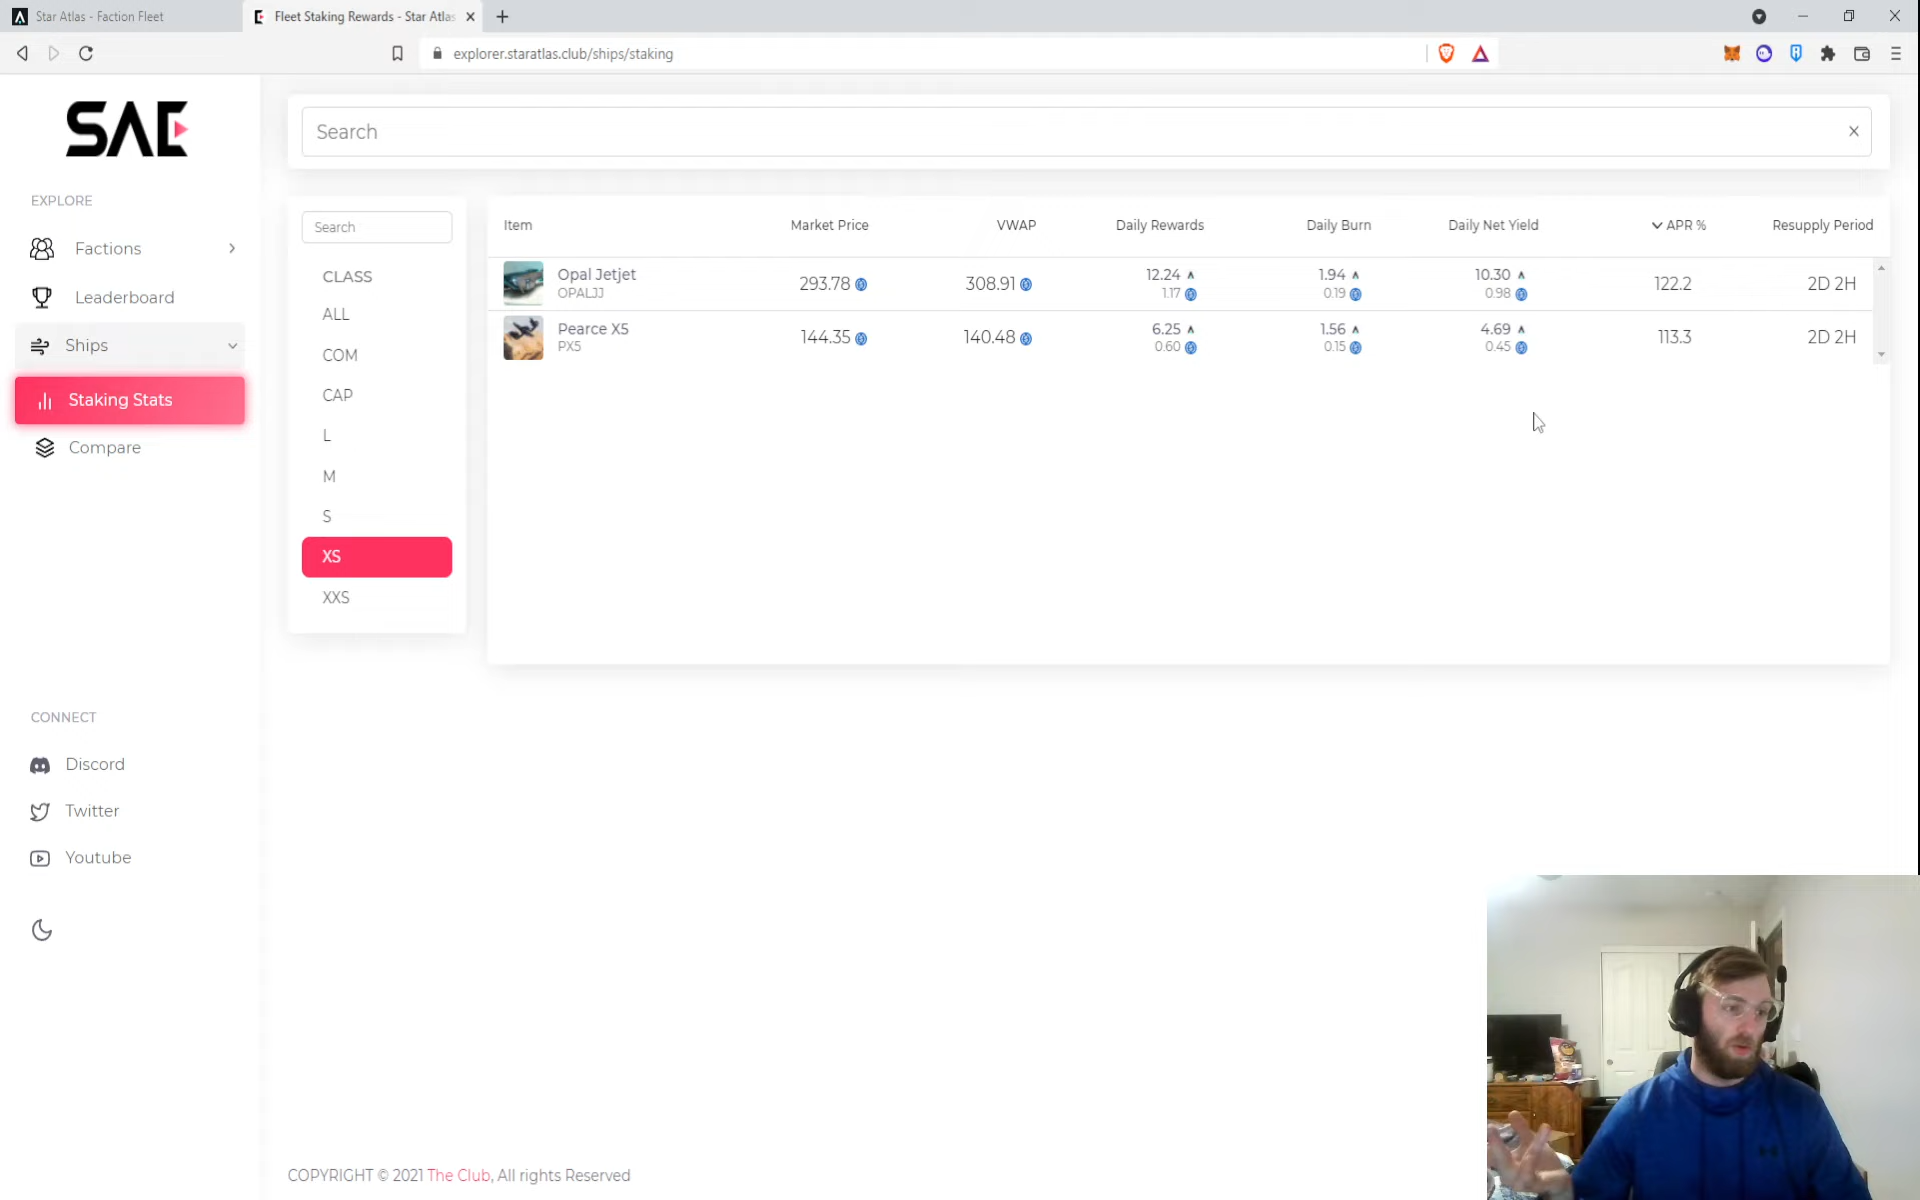 Star Atlas - Faction Fleet
Fleet Staking Rewards - Star Atlas
explorer.staratlas.club/ships/staking
SAE
Search
EXPLORE
Factions
Leaderboard
Ships
Staking Stats
Compare
CONNECT
Discord
Twitter
Youtube
Search
CLASS
ALL
COM
CAP
L
M
S
XS
XXS
Item Market Price VWAP Daily Rewards Daily Burn Daily Net Yield APR % Resupply Period
Opal Jetjet 293.78 308.91 12.24 1.94 10.30 122.2 2D 2H
OPALJJ 1.17 0.19 0.98
Pearce X5 144.35 140.48 6.25 1.56 4.69 113.3 2D 2H
PX5 0.60 0.15 0.45
COPYRIGHT © 2021 The Club, All rights Reserved